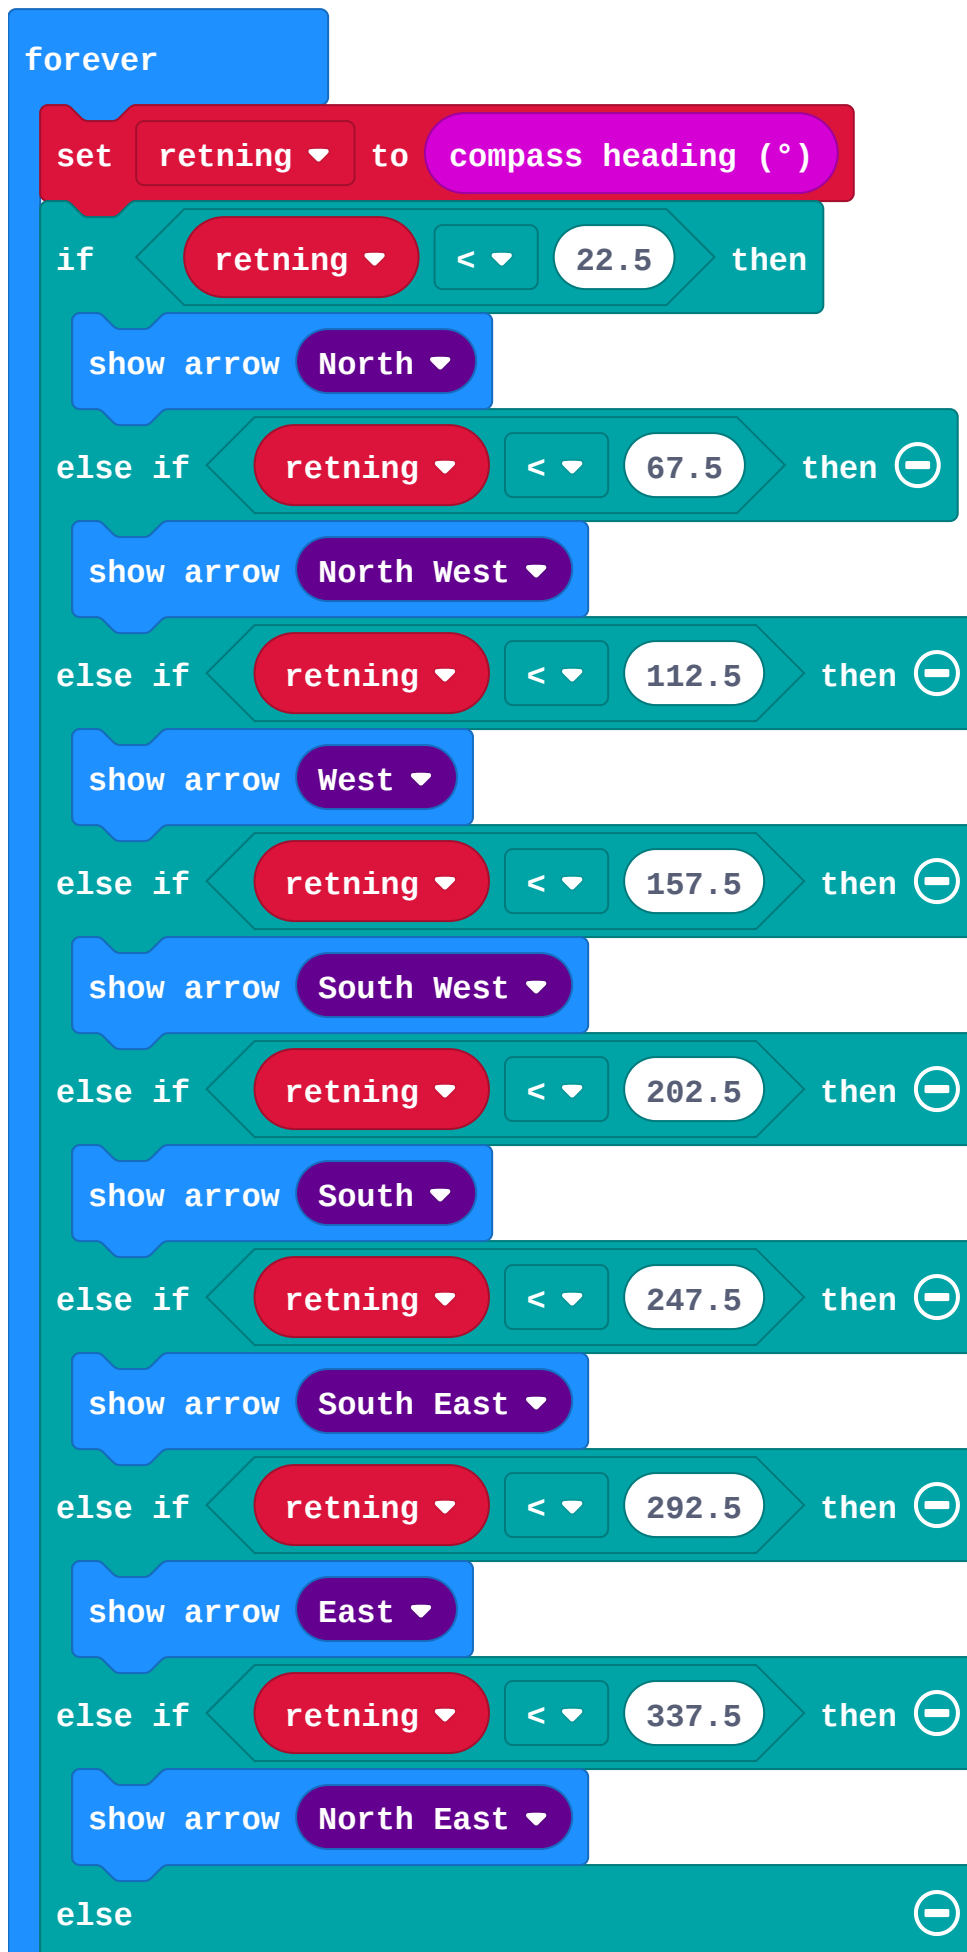 forever
set retning to compass heading (°)
if retning < 22.5 then
show arrow North
else if retning < 67.5 then
show arrow North West
else if retning < 112.5 then
show arrow West
else if retning < 157.5 then
show arrow South West
else if retning < 202.5 then
show arrow South
else if retning < 247.5 then
show arrow South East
else if retning < 292.5 then
show arrow East
else if retning < 337.5 then
show arrow North East
else